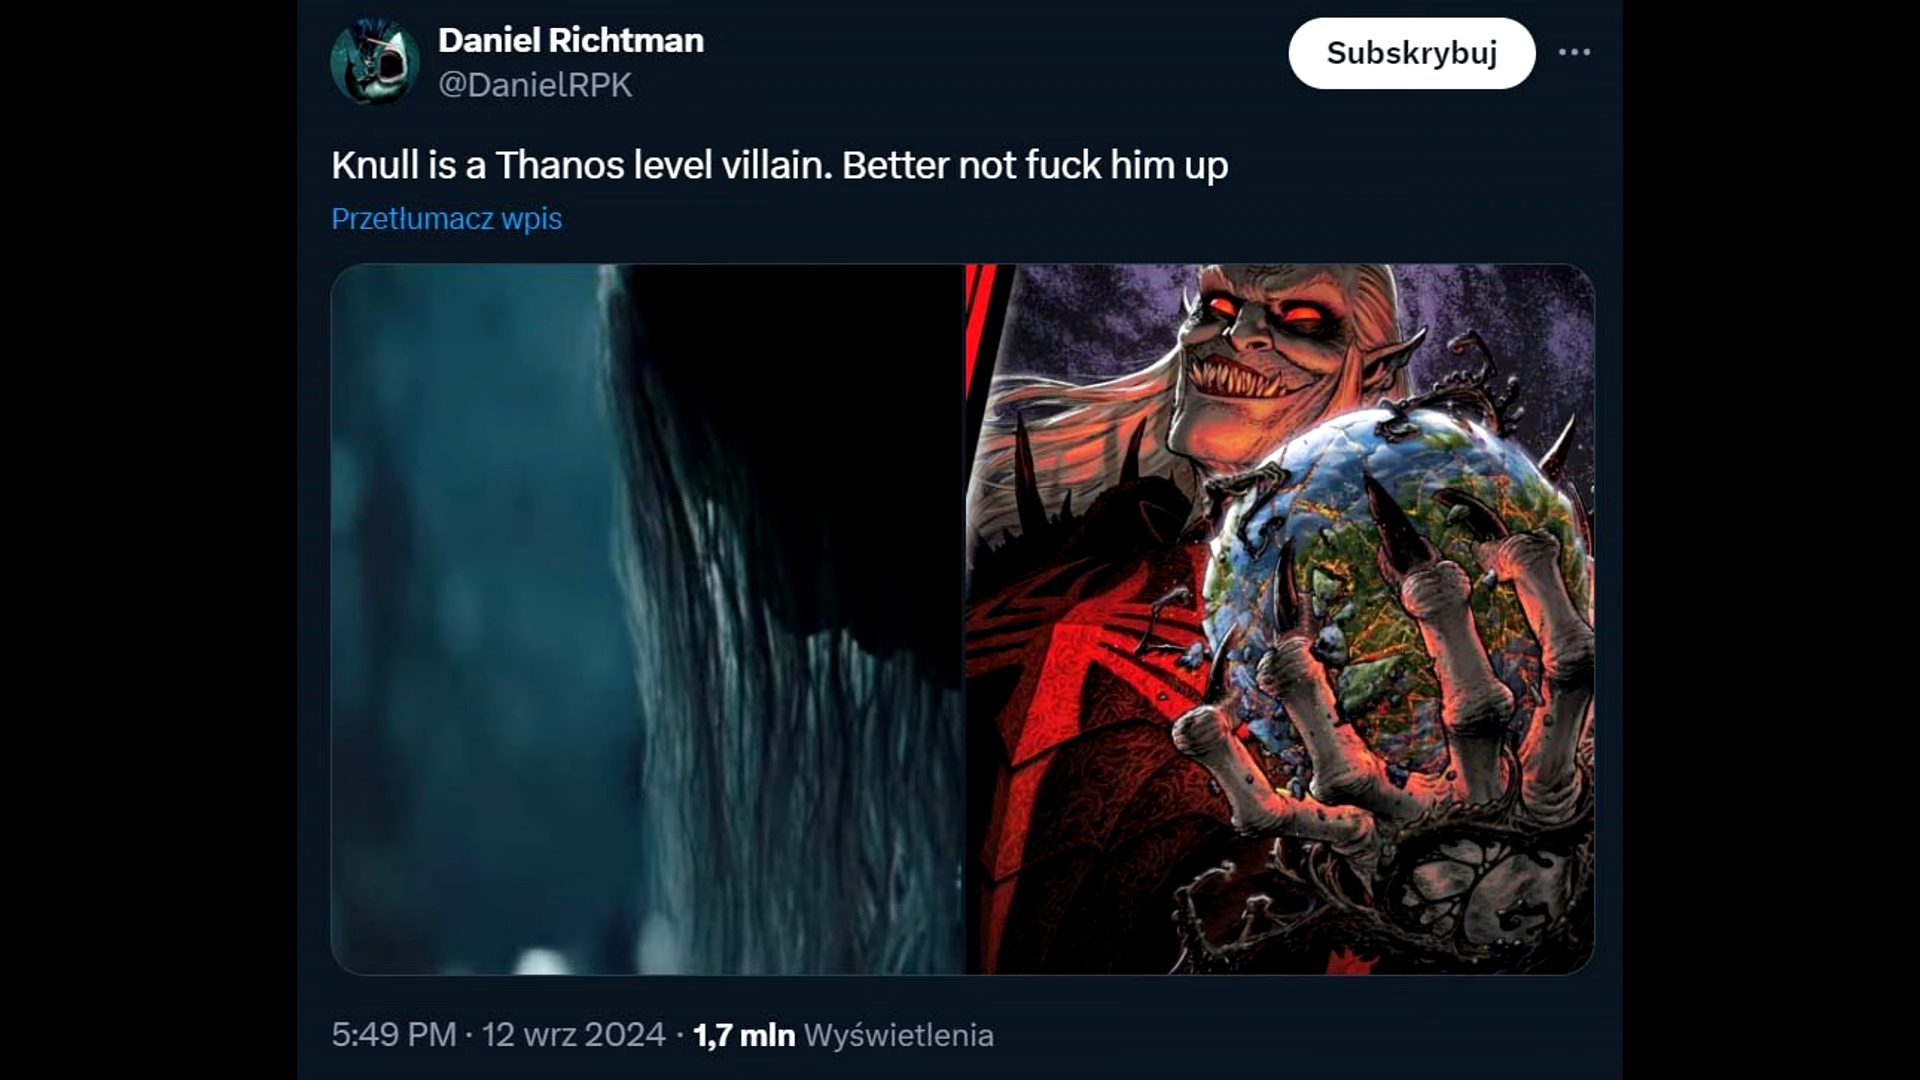 Daniel Richtman
@DanielRPK
Subskrybuj
Knull is a Thanos level villain. Better not fuck him up
Przetłumacz wpis
5:49 PM · 12 wrz 2024 · 1,7 mln Wyświetlenia